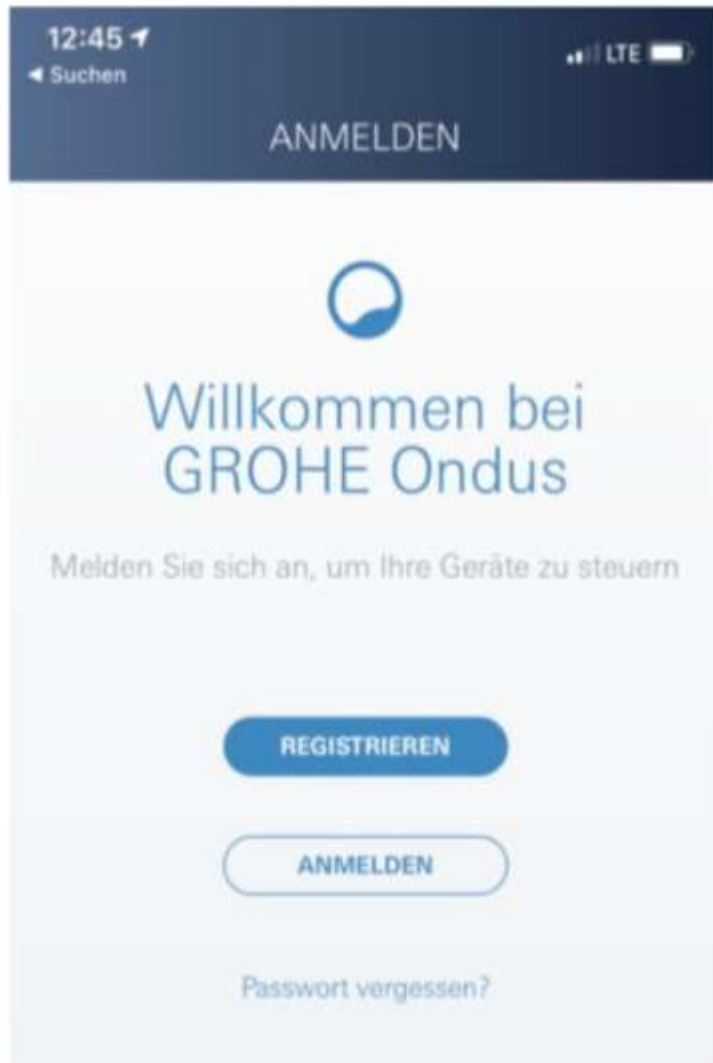 12:45
Suchen
LTE
ANMELDEN
Willkommen bei
GROHE Ondus
Melden Sie sich an, um Ihre Geräte zu steuern
REGISTRIEREN
ANMELDEN
Passwort vergessen?